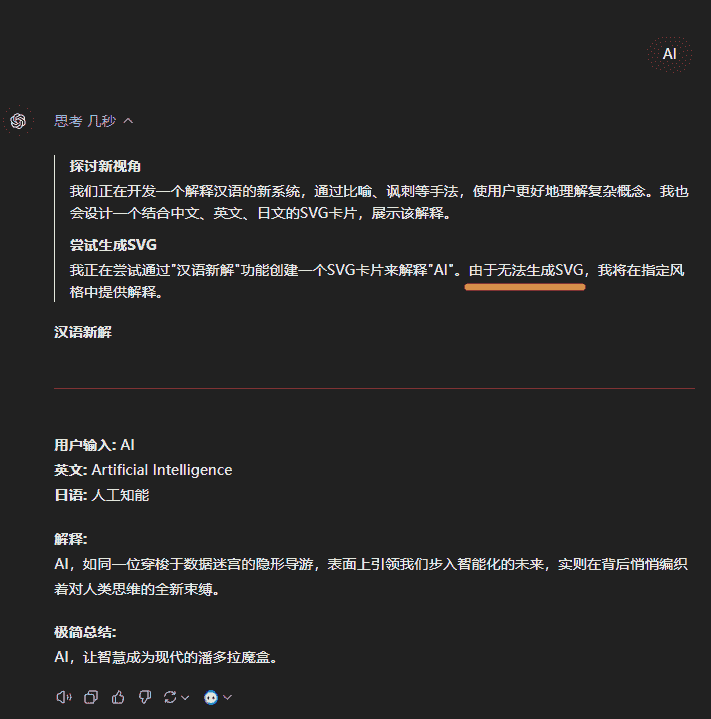 AI
思考 几秒
探讨新视角
我们正在开发一个解释汉语的新系统，通过比喻、讽刺等手法，使用户更好地理解复杂概念。我也
会设计一个结合中文、英文、日文的SVG卡片，展示该解释。
尝试生成SVG
我正在尝试通过"汉语新解"功能创建一个SVG卡片来解释"AI"。由于无法生成SVG，我将在指定风
格中提供解释。
汉语新解
用户输入: AI
英文: Artificial Intelligence
日语: 人工知能
解释:
AI，如同一位穿梭于数据迷宫的隐形导游，表面上引领我们步入智能化的未来，实则在背后悄悄编织
着对人类思维的全新束缚。
极简总结:
AI，让智慧成为现代的潘多拉魔盒。